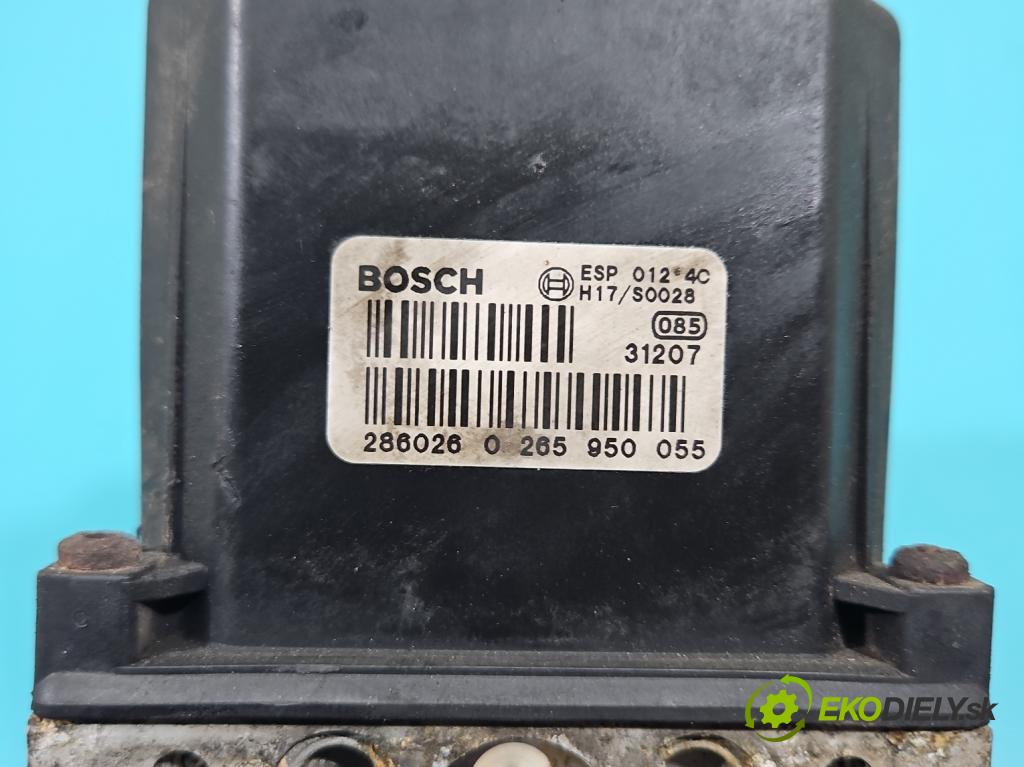 BOSCH
ESP 012 4C
H17/S0028
085
31207
286026 0 265 950 055
EKODIELY.sk